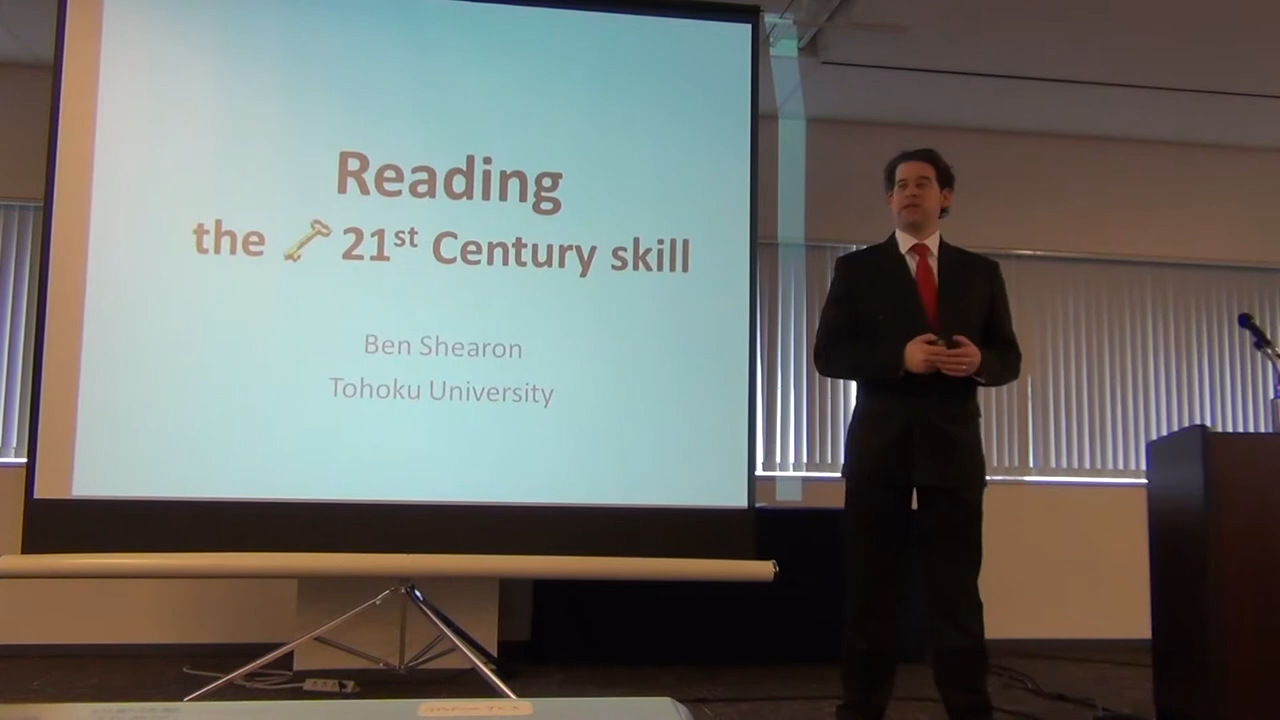 Reading
the 21st Century skill
Ben Shearon
Tohoku University